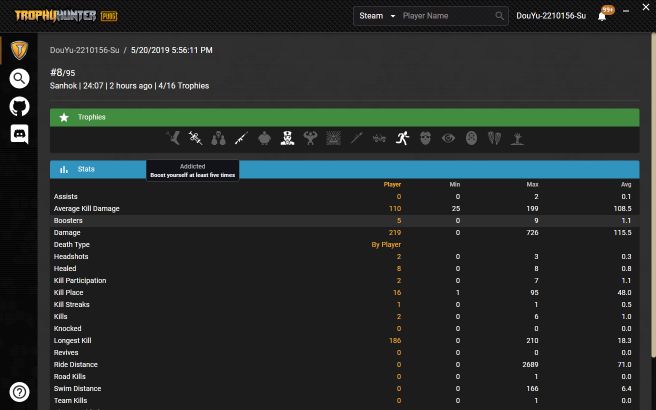 TROPHYHUNTER PUBG
Steam Player Name DouYu-2210156-Su 99+
DouYu-2210156-Su / 5/20/2019 5:56:11 PM
#8/95
Sanhok | 24:07 | 2 hours ago | 4/16 Trophies
Trophies
Stats
Addicted
Boost yourself at least five times
Player Min Max Avg
Assists 0 0 2 0.1
Average Kill Damage 110 25 199 108.5
Boosters 5 0 9 1.1
Damage 219 0 726 115.5
Death Type By Player
Headshots 2 0 3 0.3
Healed 8 0 8 0.8
Kill Participation 2 0 7 1.1
Kill Place 16 1 95 48.0
Kill Streaks 1 0 1 0.5
Kills 2 0 6 1.0
Knocked 0 0 0 0.0
Longest Kill 186 0 210 18.3
Revives 0 0 0 0.0
Ride Distance 0 0 2689 71.0
Road Kills 0 0 1 0.0
Swim Distance 0 0 166 6.4
Team Kills 0 0 1 0.0